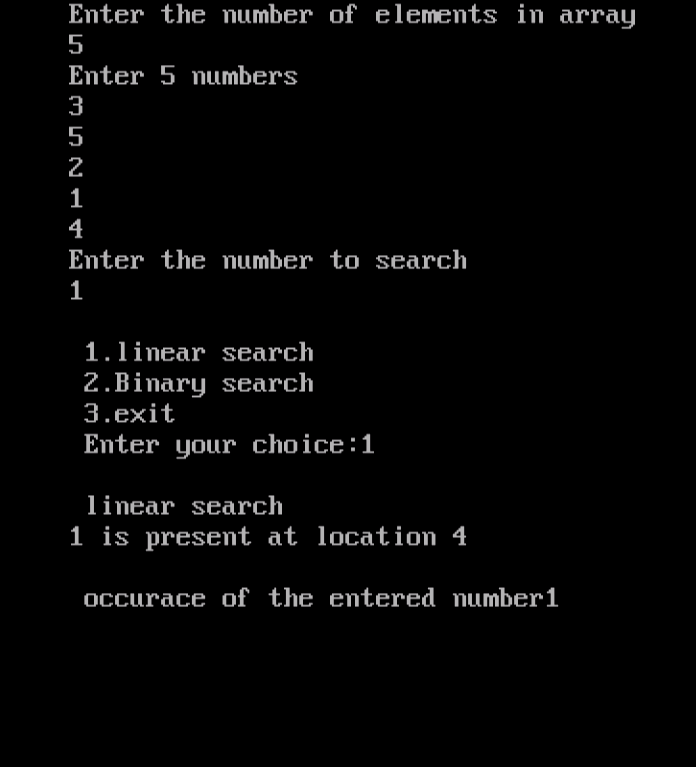 Enter the number of elements in array
5
Enter 5 numbers
3
5
2
1
4
Enter the number to search
1
1.linear search
2.Binary search
3.exit
Enter your choice:1
linear search
1 is present at location 4
occurace of the entered number1